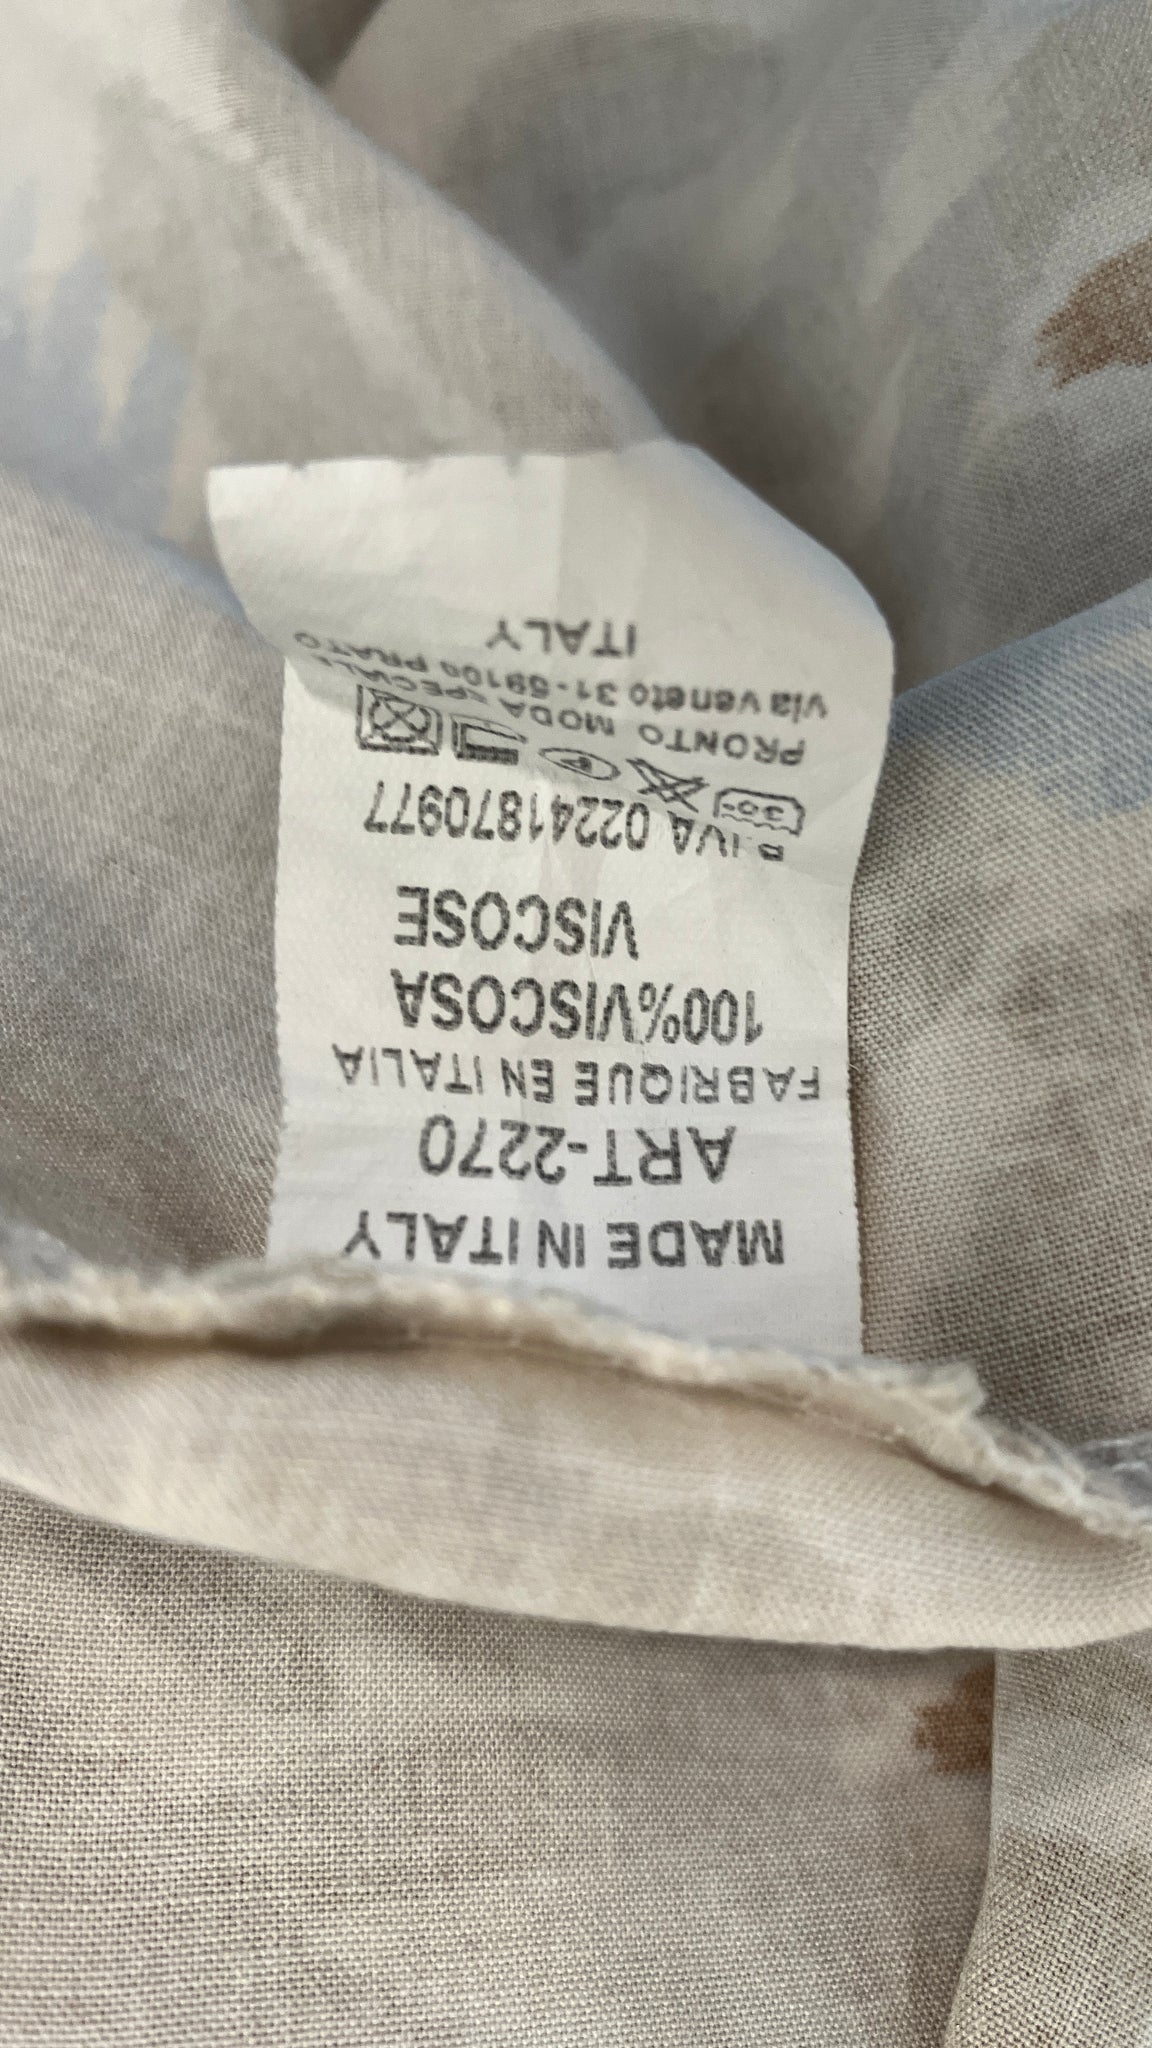 MADE IN ITALY
ART-2270
FABRIQUE EN ITALIA
100%VISCOSA
VISCOSE
P.IVA 02241870977
30° P
PRONTO MODA SPECIALE
via veneto 31-59100 PRATO
ITALY